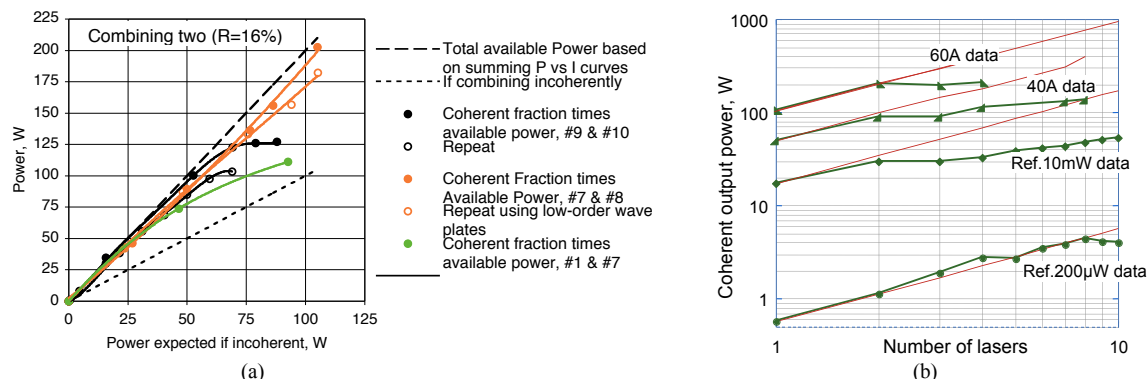 Combining two (R=16%)
225
200
175
150
125
100
75
50
25
0
Power, W
0 25 50 75 100 125
Power expected if incoherent, W
(a)
Total available Power based
on summing P vs I curves
If combining incoherently
Coherent fraction times
available power, #9 & #10
Repeat
Coherent Fraction times
Available Power, #7 & #8
Repeat using low-order wave
plates
Coherent fraction times
available power, #1 & #7
1000
100
10
1
Coherent output power, W
60A data
40A data
Ref.10mW data
Ref.200µW data
1 Number of lasers 10
(b)